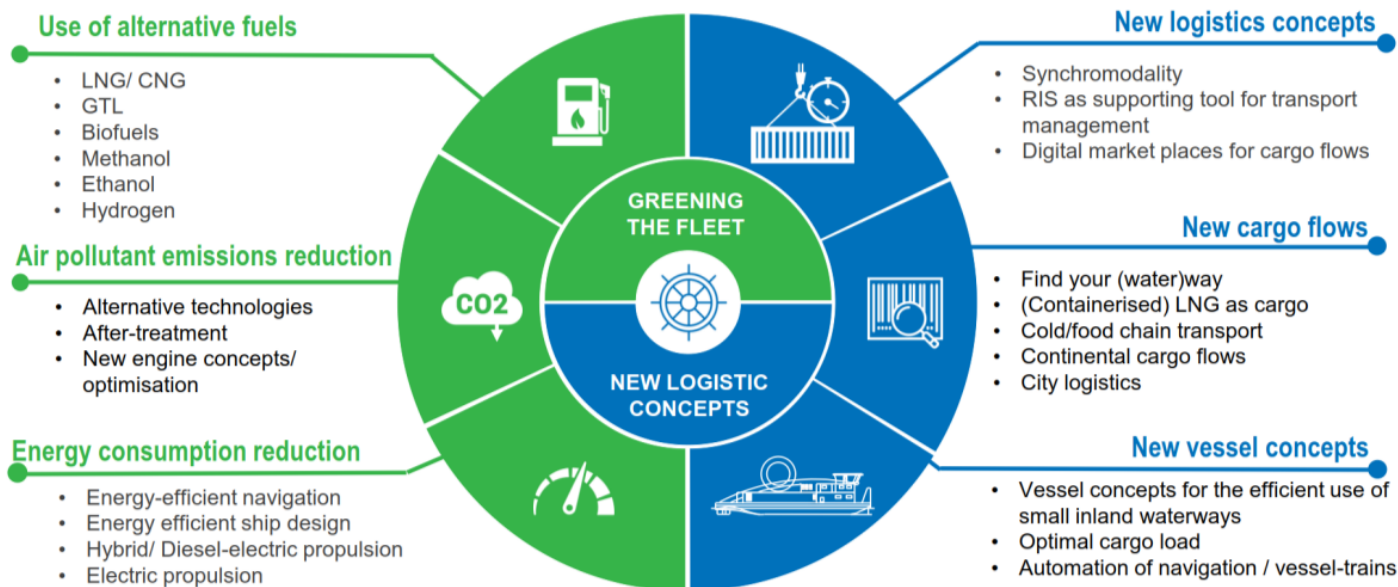 Use of alternative fuels
• LNG/ CNG
• GTL
• Biofuels
• Methanol
• Ethanol
• Hydrogen
Air pollutant emissions reduction
• Alternative technologies
• After-treatment
• New engine concepts/
optimisation
Energy consumption reduction
• Energy-efficient navigation
• Energy efficient ship design
• Hybrid/ Diesel-electric propulsion
• Electric propulsion
GREENING
THE FLEET
CO2
NEW LOGISTIC
CONCEPTS
New logistics concepts
• Synchromodality
• RIS as supporting tool for transport
management
• Digital market places for cargo flows
New cargo flows
• Find your (water)way
• (Containerised) LNG as cargo
• Cold/food chain transport
• Continental cargo flows
• City logistics
New vessel concepts
• Vessel concepts for the efficient use of
small inland waterways
• Optimal cargo load
• Automation of navigation / vessel-trains